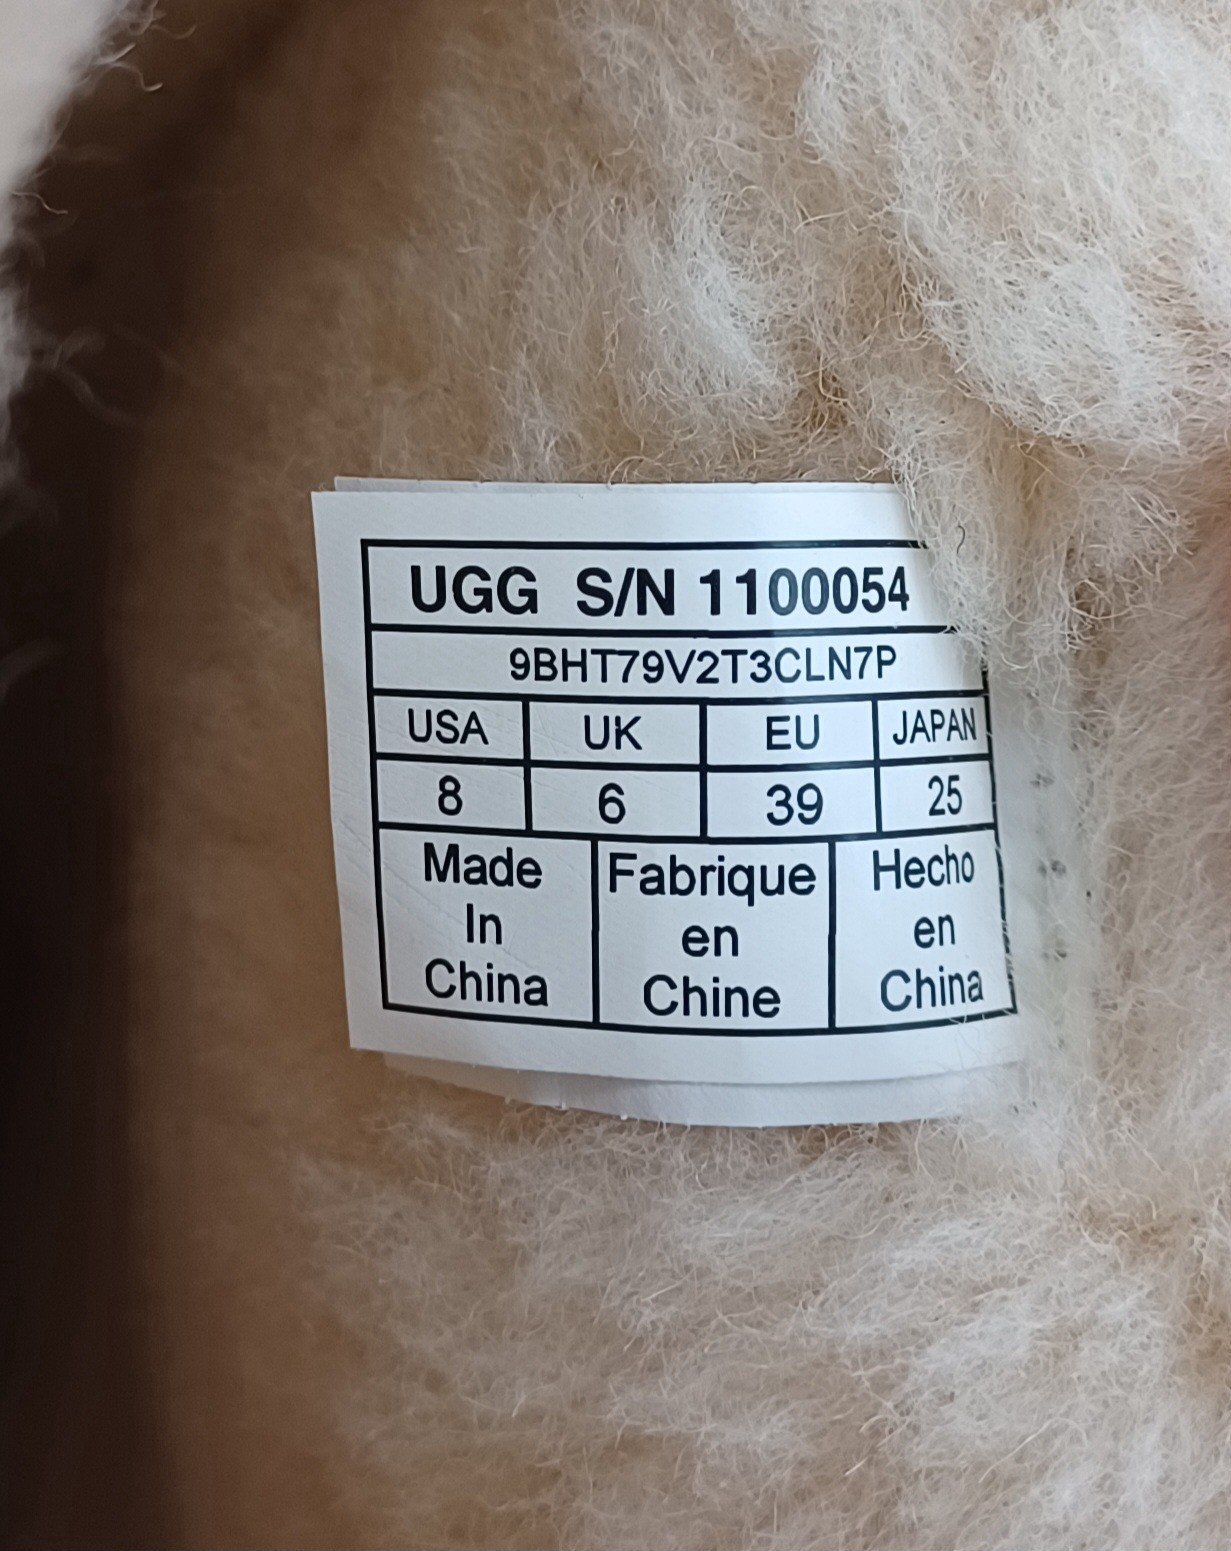 UGG S/N 1100054
9BHT79V2T3CLN7P
USA UK EU JAPAN
8 6 39 25
Made
In
China
Fabrique
en
Chine
Hecho
en
China